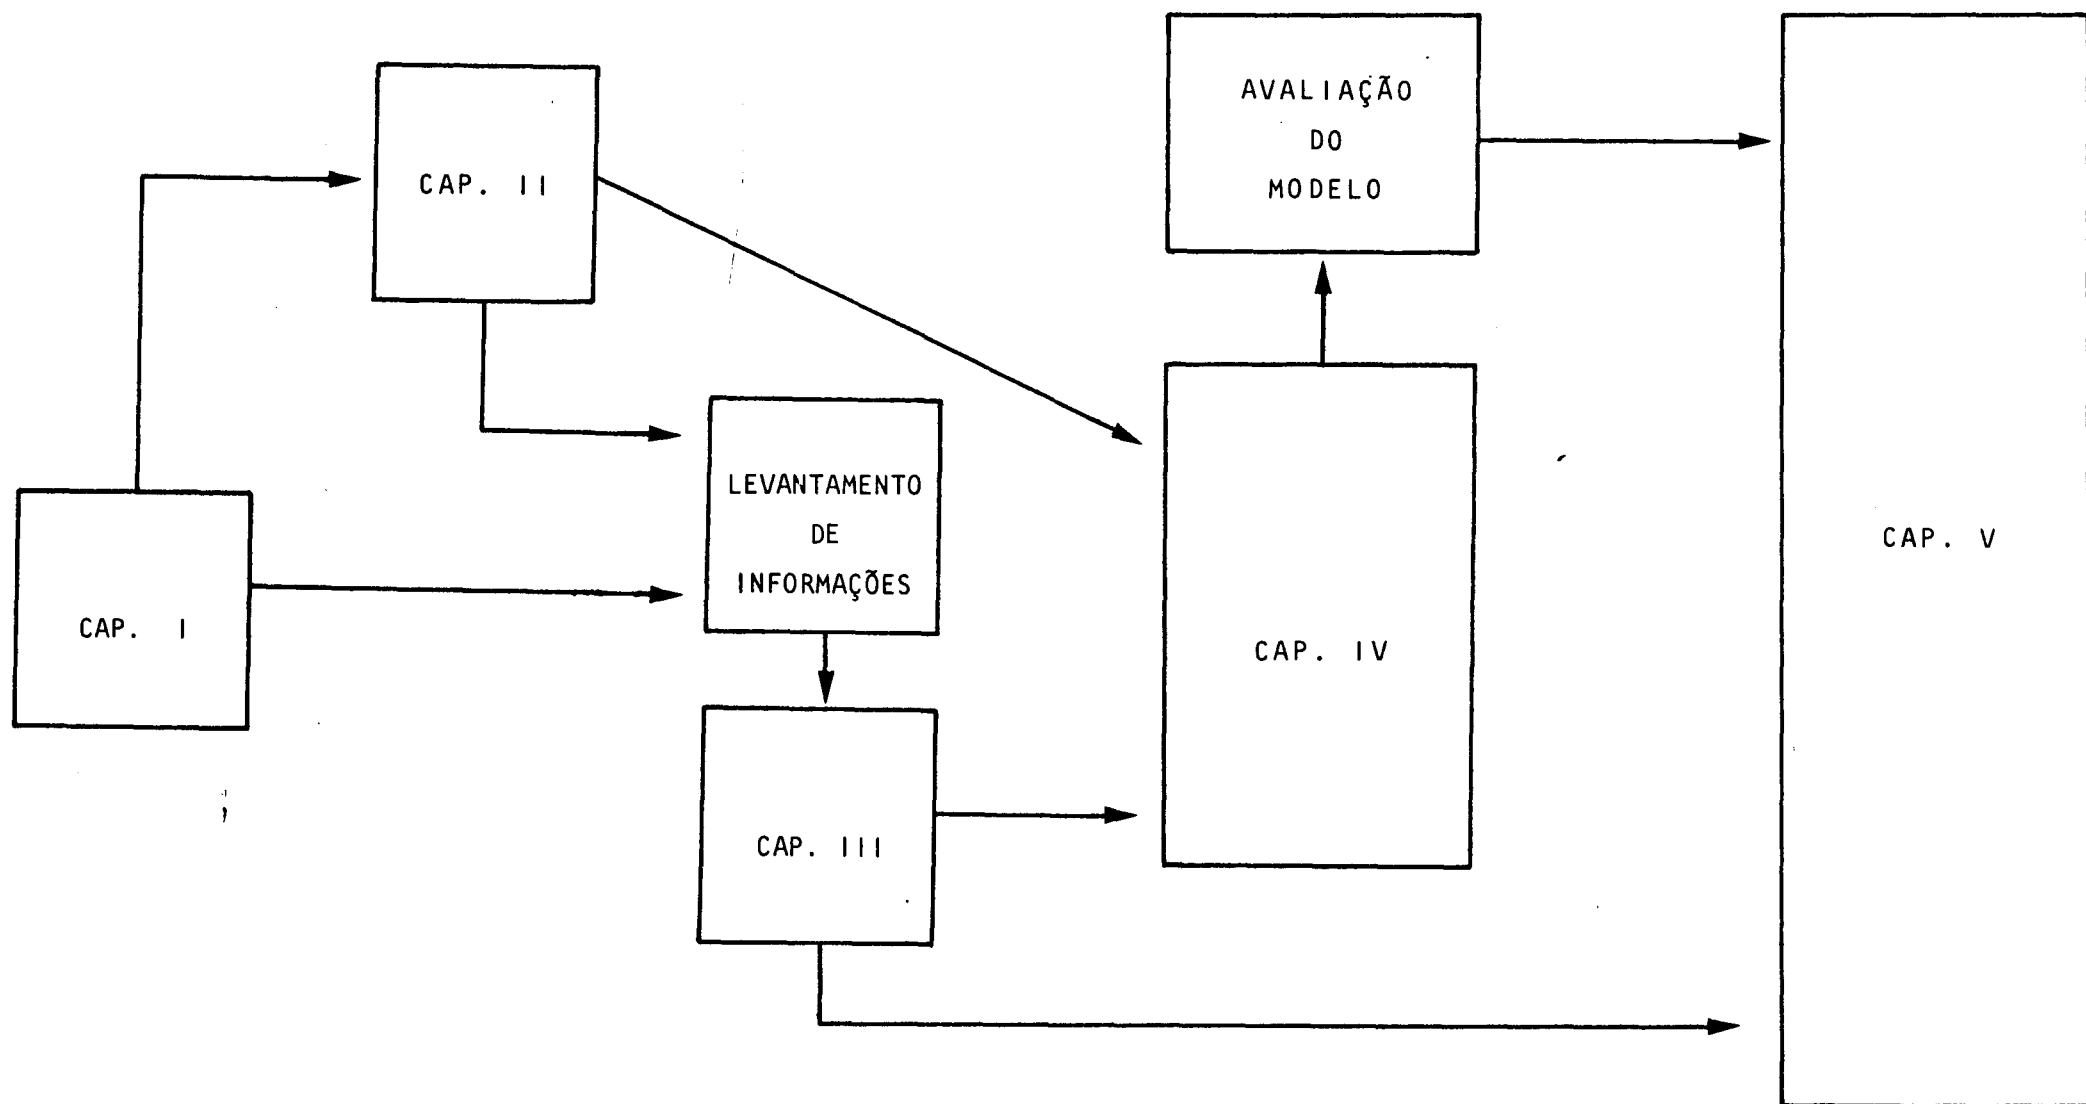 AVALIAÇÃO
DO
MODELO
CAP. II
LEVANTAMENTO
DE
INFORMAÇÕES
CAP. I
CAP. III
CAP. IV
CAP. V